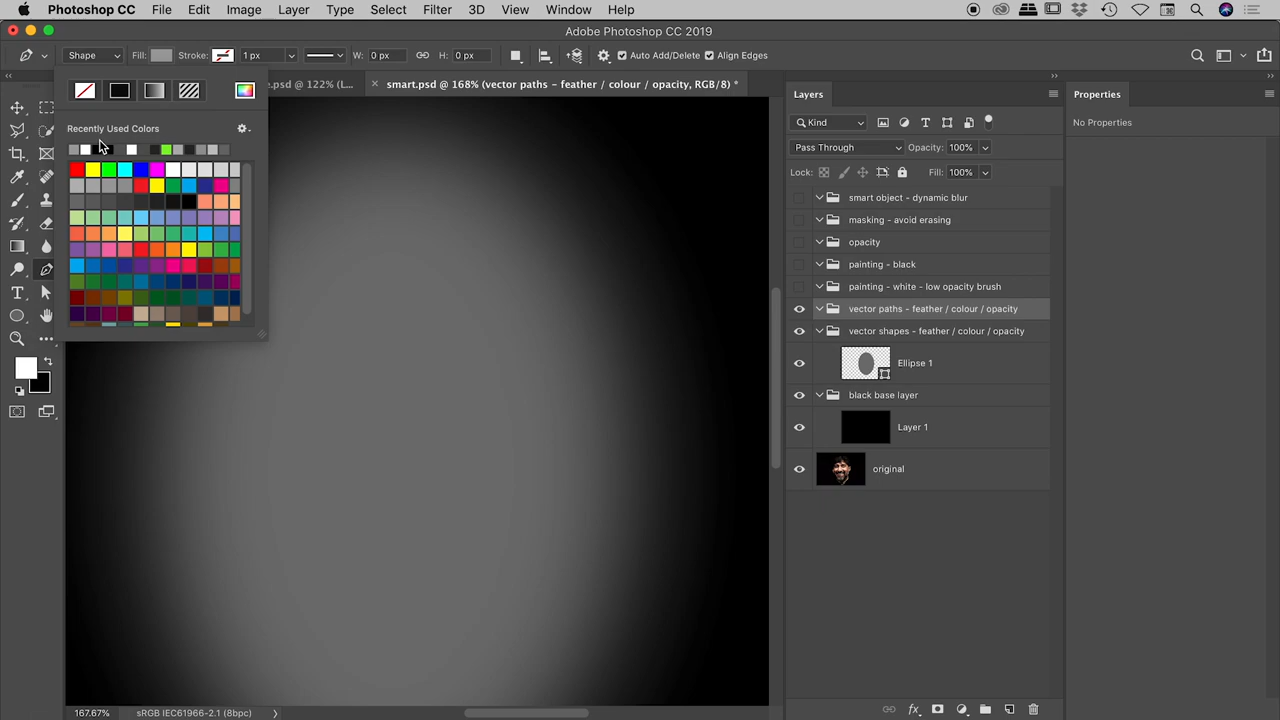 Photoshop CC File Edit Image Layer Type Select Filter 3D View Window Help
Adobe Photoshop CC 2019
Shape Fill: Stroke: 1 px W: 0 px H: 0 px Auto Add/Delete Align Edges
e.psd @ 122% (L... × smart.psd @ 168% (vector paths - feather / colour / opacity, RGB/8) *
Recently Used Colors
Layers
Kind
Pass Through Opacity: 100%
Lock: Fill: 100%
smart object - dynamic blur
masking - avoid erasing
opacity
painting - black
painting - white - low opacity brush
vector paths - feather / colour / opacity
vector shapes - feather / colour / opacity
Ellipse 1
black base layer
Layer 1
original
Properties
No Properties
167.67% sRGB IEC61966-2.1 (8bpc)